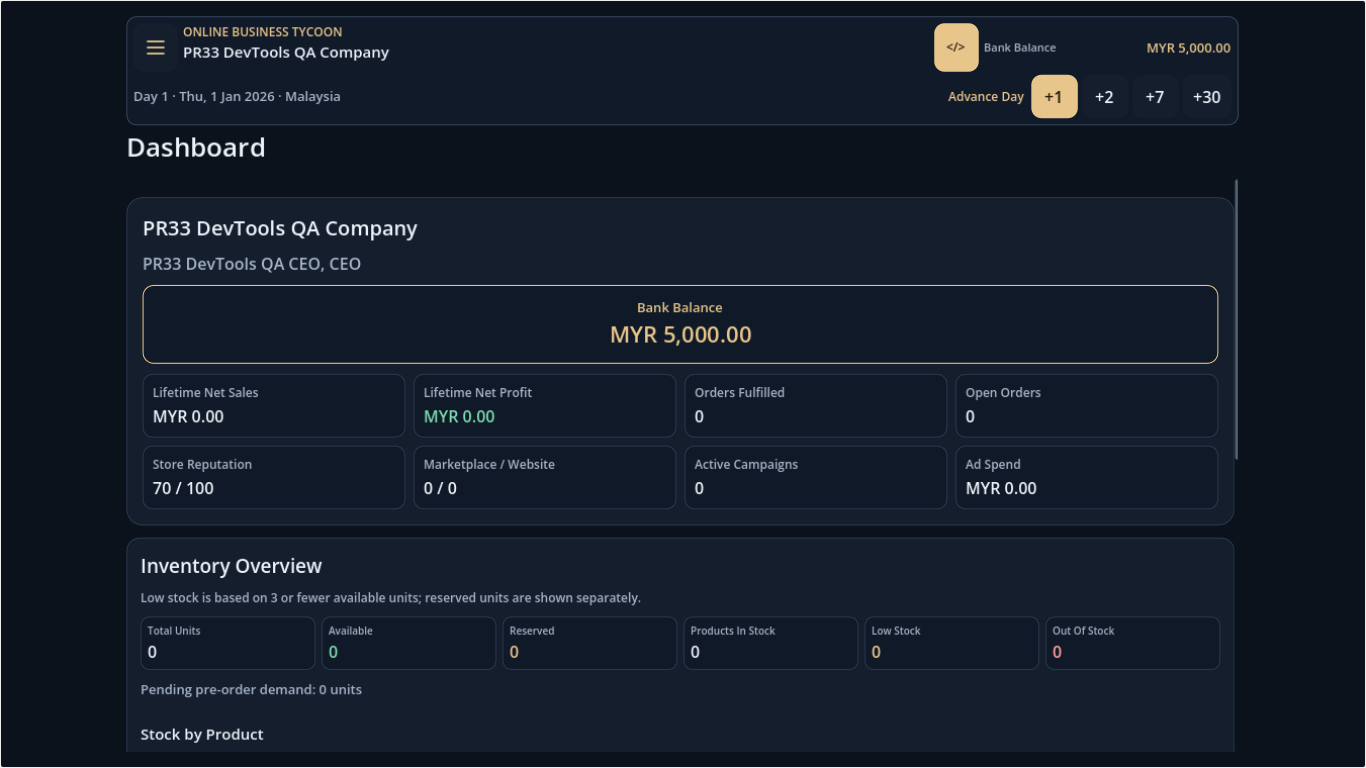 ONLINE BUSINESS TYCOON
PR33 DevTools QA Company
</> Bank Balance MYR 5,000.00
Day 1 · Thu, 1 Jan 2026 · Malaysia
Advance Day +1 +2 +7 +30
Dashboard
PR33 DevTools QA Company
PR33 DevTools QA CEO, CEO
Bank Balance
MYR 5,000.00
Lifetime Net Sales
MYR 0.00
Lifetime Net Profit
MYR 0.00
Orders Fulfilled
0
Open Orders
0
Store Reputation
70 / 100
Marketplace / Website
0 / 0
Active Campaigns
0
Ad Spend
MYR 0.00
Inventory Overview
Low stock is based on 3 or fewer available units; reserved units are shown separately.
Total Units
0
Available
0
Reserved
0
Products In Stock
0
Low Stock
0
Out Of Stock
0
Pending pre-order demand: 0 units
Stock by Product